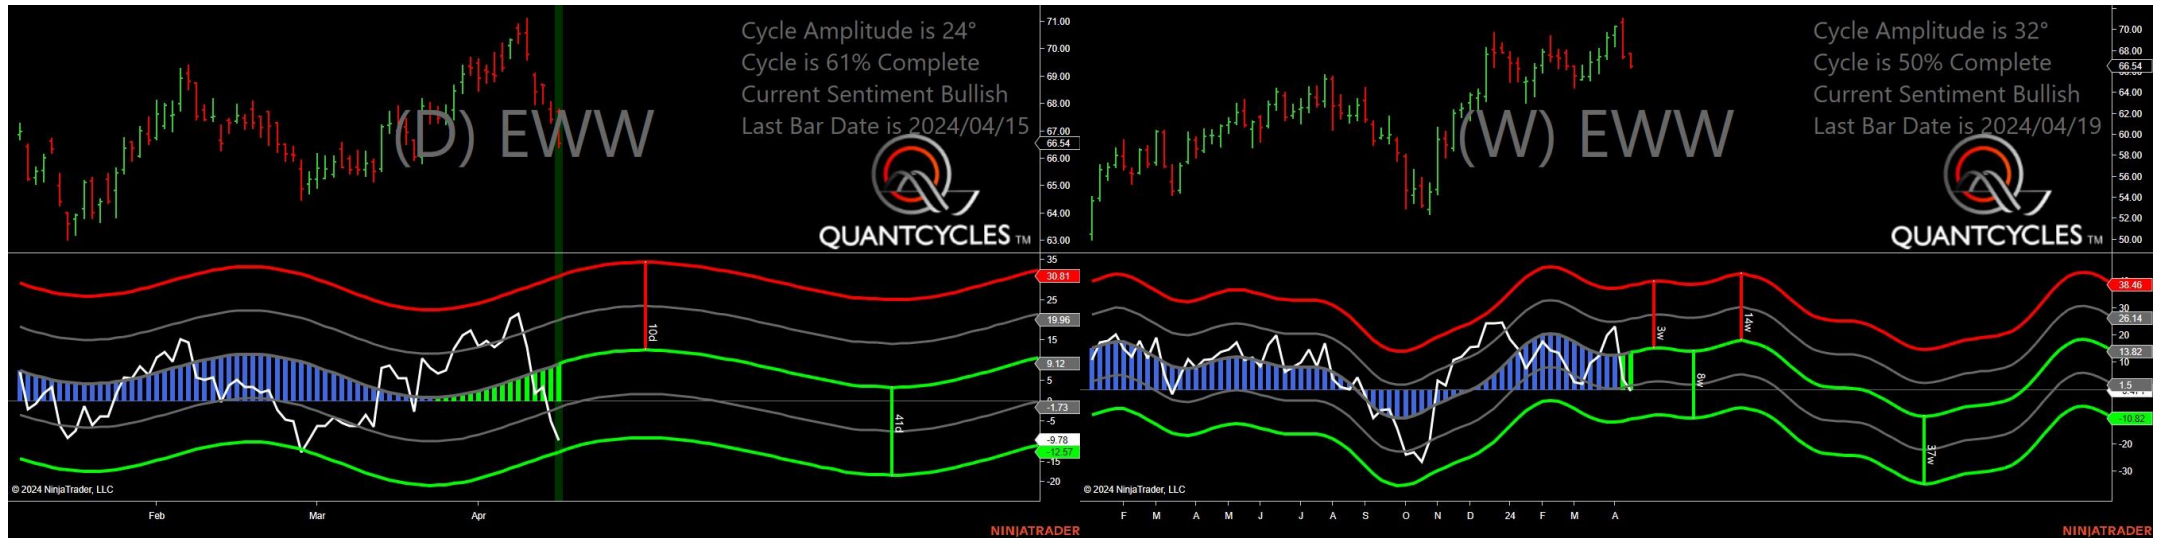 Cycle Amplitude is 24°
Cycle is 61% Complete
Current Sentiment Bullish
Last Bar Date is 2024/04/15
(D) EWW
QUANTCYCLES TM
71.00
70.00
69.00
68.00
67.00
66.54
66.00
65.00
64.00
63.00
35
30.81
25
19.96
15
9.12
5
0
-1.73
-5
-9.78
-12.57
-15
-20
10d
41d
© 2024 NinjaTrader, LLC
Feb Mar Apr
NINJATRADER
Cycle Amplitude is 32°
Cycle is 50% Complete
Current Sentiment Bullish
Last Bar Date is 2024/04/19
(W) EWW
QUANTCYCLES TM
70.00
68.00
66.54
64.00
62.00
60.00
58.00
56.00
54.00
52.00
50.00
38.46
30
26.14
20
13.82
10
1.5
-10.82
-20
-30
3w
14w
8w
37w
© 2024 NinjaTrader, LLC
F M A M J J A S O N D 24 F M A
NINJATRADER